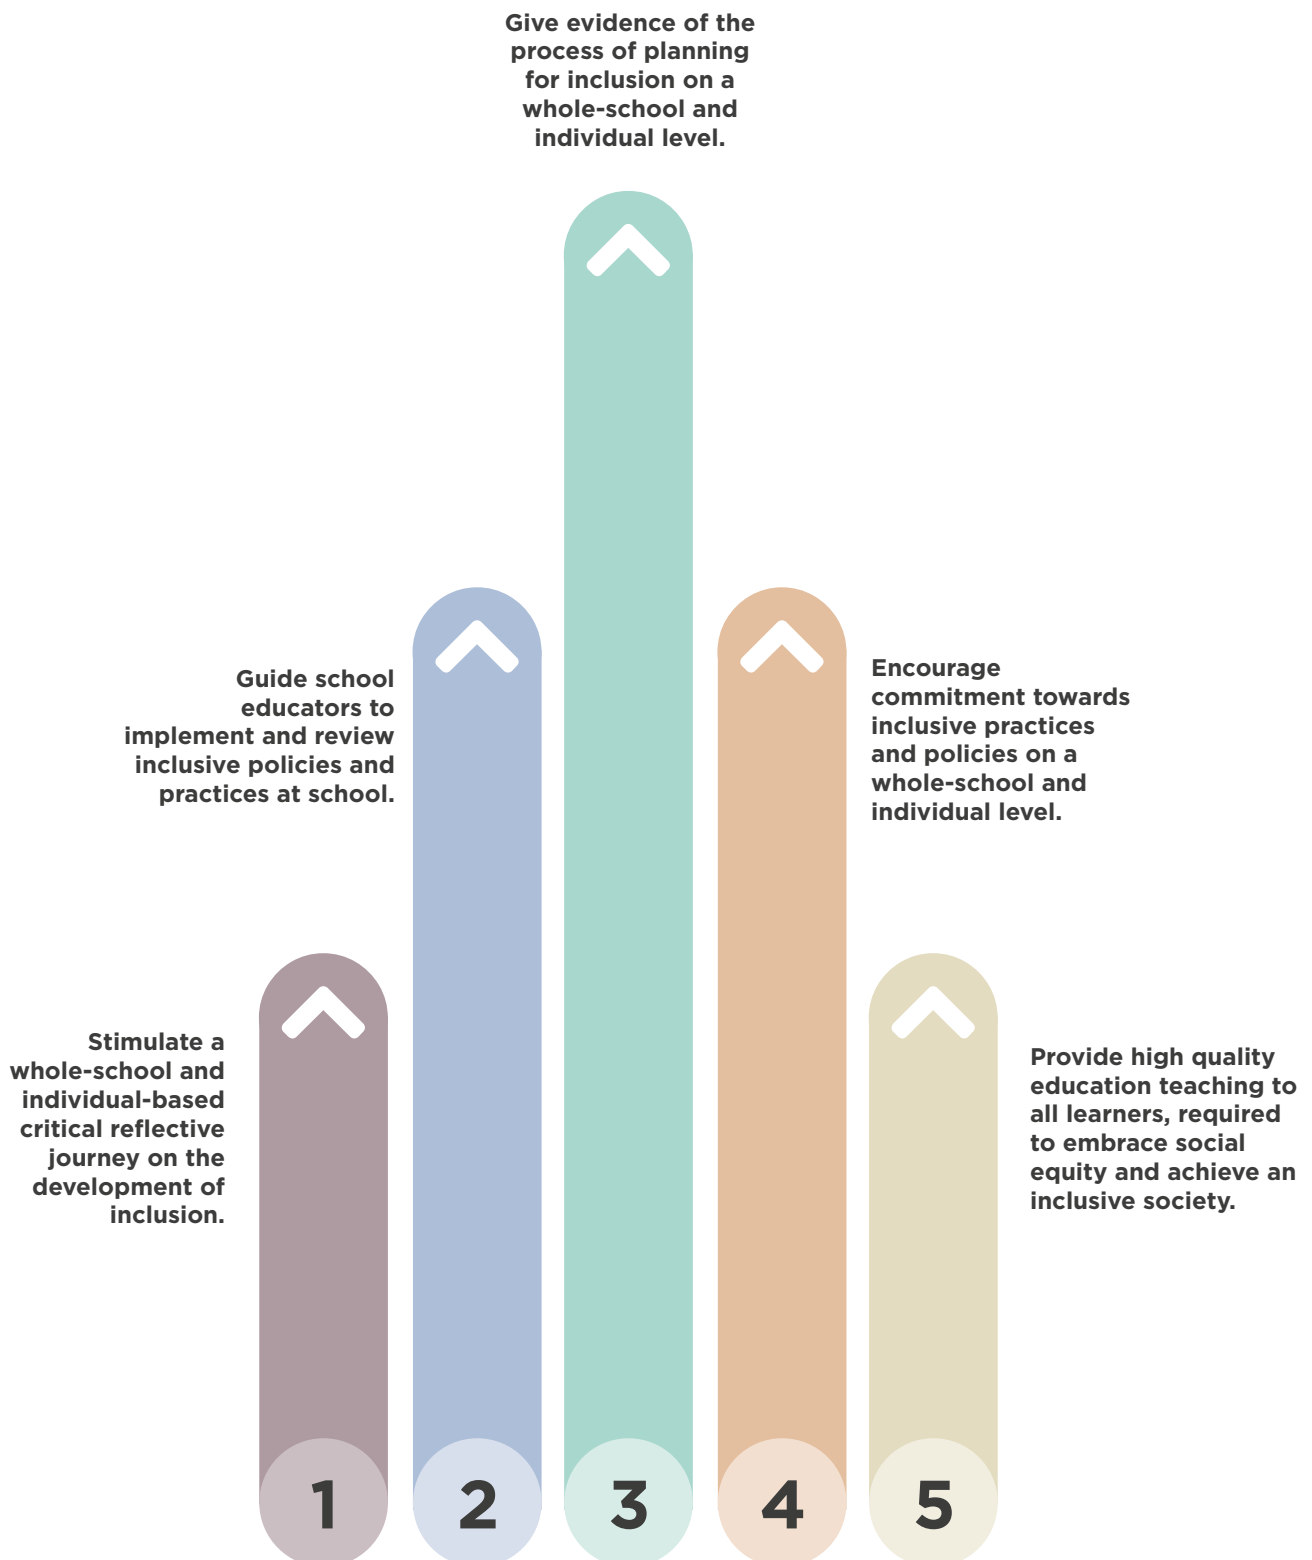 Give evidence of the
process of planning
for inclusion on a
whole-school and
individual level.
Guide school
educators to
implement and review
inclusive policies and
practices at school.
Encourage
commitment towards
inclusive practices
and policies on a
whole-school and
individual level.
Stimulate a
whole-school and
individual-based
critical reflective
journey on the
development of
inclusion.
Provide high quality
education teaching to
all learners, required
to embrace social
equity and achieve an
inclusive society.
1 2 3 4 5